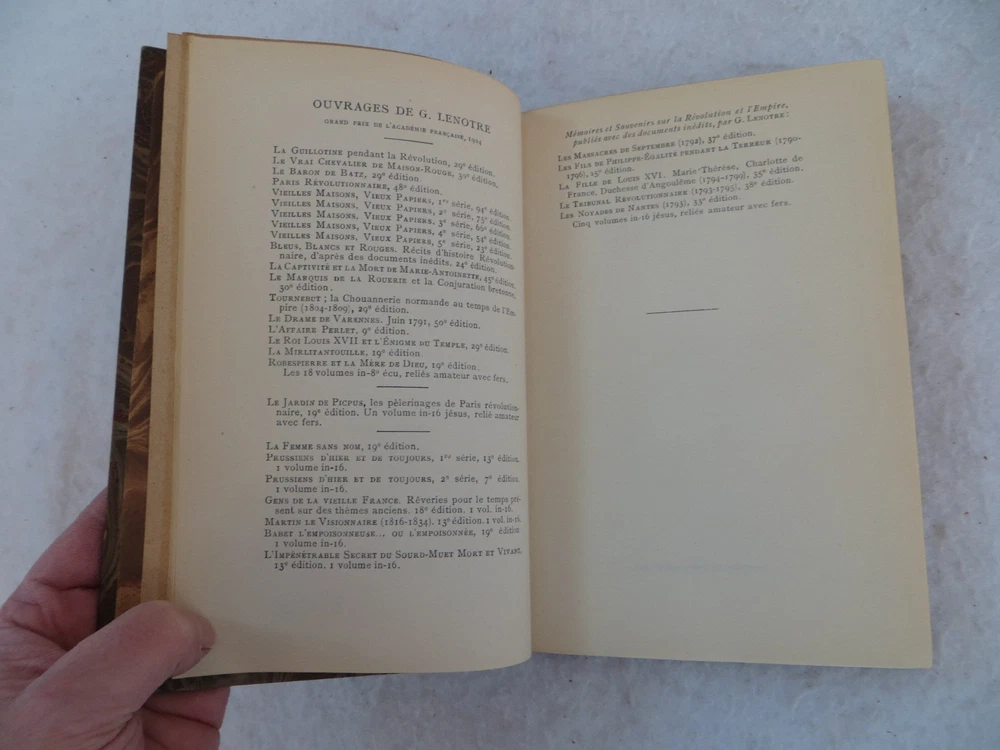 OUVRAGES DE G. LENOTRE
GRAND PRIX DE L'ACADÉMIE FRANÇAISE, 1924
LA GUILLOTINE pendant la Révolution, 29e édition.
LE VRAI CHEVALIER DE MAISON-ROUGE, 30e édition.
LE BARON DE BATZ, 29e édition.
PARIS RÉVOLUTIONNAIRE, 48e édition.
VIEILLES MAISONS, VIEUX PAPIERS, 1re série, 94e édition.
VIEILLES MAISONS, VIEUX PAPIERS, 2e série, 75e édition.
VIEILLES MAISONS, VIEUX PAPIERS, 3e série, 60e édition.
VIEILLES MAISONS, VIEUX PAPIERS, 4e série, 54e édition.
VIEILLES MAISONS, VIEUX PAPIERS, 5e série, 23e édition.
BLEUS, BLANCS ET ROUGES. Récits d'histoire Révolution-
naire, d'après des documents inédits. 24e édition.
LA CAPTIVITÉ ET LA MORT DE MARIE-ANTOINETTE, 45e édition.
LE MARQUIS DE LA ROUERIE et la Conjuration bretonne,
30e édition.
TOURNEBUT ; la Chouannerie normande au temps de l'Em-
pire (1804-1809), 29e édition.
LE DRAME DE VARENNES. Juin 1791, 50e édition.
L'AFFAIRE PERLET, 9e édition.
LE ROI LOUIS XVII ET L'ÉNIGME DU TEMPLE, 29e édition.
LA MIRLITANTOUILLE, 19e édition.
ROBESPIERRE ET LA MÈRE DE DIEU, 19e édition.
Les 18 volumes in-8o écu, reliés amateur avec fers.
LE JARDIN DE PICPUS, les pèlerinages de Paris révolution-
naire, 19e édition. Un volume in-16 jésus, relié amateur
avec fers.
LA FEMME SANS NOM, 19e édition.
PRUSSIENS D'HIER ET DE TOUJOURS, 1re série, 13e édition.
1 volume in-16.
PRUSSIENS D'HIER ET DE TOUJOURS, 2e série, 7e édition.
1 volume in-16.
GENS DE LA VIEILLE FRANCE. Rêveries pour le temps pré-
sent sur des thèmes anciens. 18e édition. 1 vol. in-16.
MARTIN LE VISIONNAIRE (1816-1834). 13e édition. 1 vol. in-16.
BABET L'EMPOISONNEUSE... OU L'EMPOISONNÉE, 19e édition
1 volume in-16.
L'IMPÉNÉTRABLE SECRET DU SOURD-MUET MORT ET VIVANT.
13e édition. 1 volume in-16.
Mémoires et Souvenirs sur la Révolution et l'Empire,
publiés avec des documents inédits, par G. LENOTRE :
LES MASSACRES DE SEPTEMBRE (1792), 37e édition.
LES FILS DE PHILIPPE-ÉGALITÉ PENDANT LA TERREUR (1790-
1796), 25e édition.
LA FILLE DE LOUIS XVI. Marie-Thérèse, Charlotte de
France, Duchesse d'Angoulême (1794-1799), 35e édition.
LE TRIBUNAL RÉVOLUTIONNAIRE (1793-1795), 38e édition.
LES NOYADES DE NANTES (1793), 35e édition.
Cinq volumes in-16 jésus, reliés amateur avec fers.